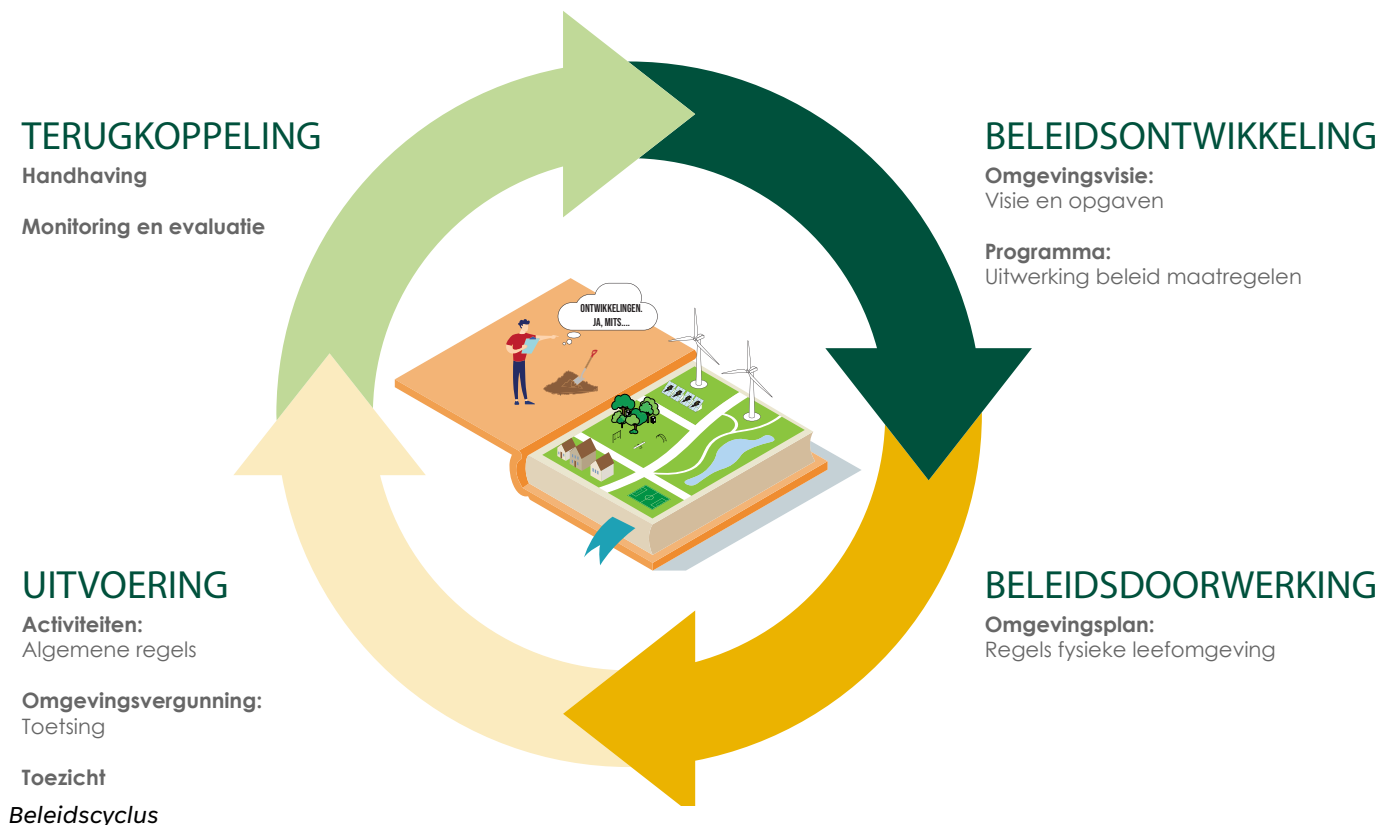 TERUGKOPPELING
Handhaving
Monitoring en evaluatie
BELEIDSONTWIKKELING
Omgevingsvisie:
Visie en opgaven
Programma:
Uitwerking beleid maatregelen
ONTWIKKELINGEN.
JA, MITS....
UITVOERING
Activiteiten:
Algemene regels
Omgevingsvergunning:
Toetsing
Toezicht
BELEIDSDOORWERKING
Omgevingsplan:
Regels fysieke leefomgeving
Beleidscyclus